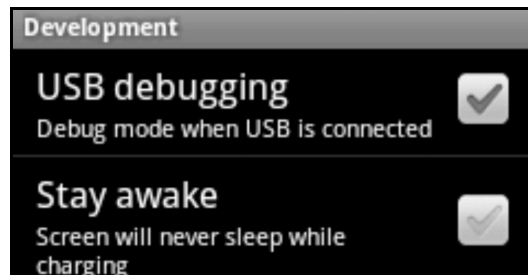 Development
USB debugging
Debug mode when USB is connected
Stay awake
Screen will never sleep while
charging